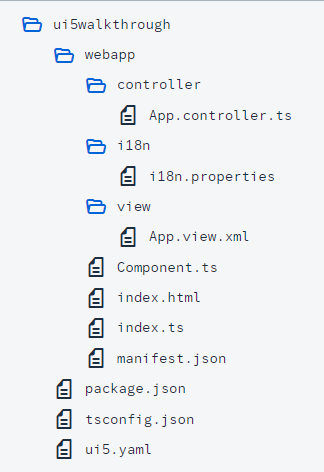 ui5walkthrough
webapp
controller
App.controller.ts
i18n
i18n.properties
view
App.view.xml
Component.ts
index.html
index.ts
manifest.json
package.json
tsconfig.json
ui5.yaml